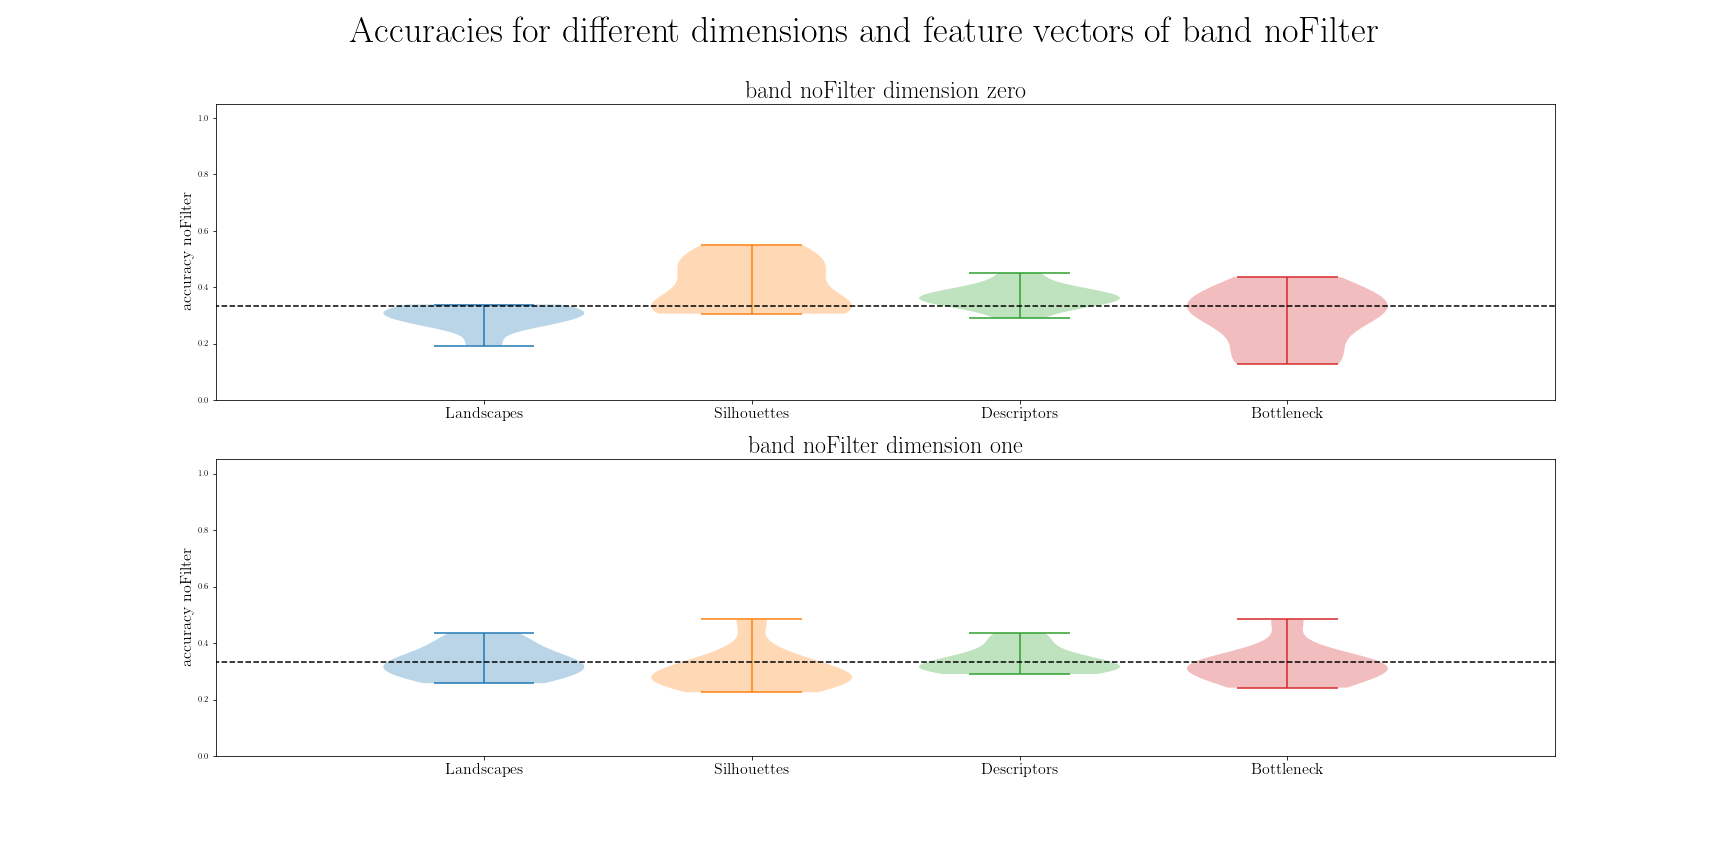 Accuracies for different dimensions and feature vectors of band noFilter
band noFilter dimension zero
accuracy noFilter
1.0
0.8
0.6
0.4
0.2
0.0
Landscapes Silhouettes Descriptors Bottleneck
band noFilter dimension one
accuracy noFilter
1.0
0.8
0.6
0.4
0.2
0.0
Landscapes Silhouettes Descriptors Bottleneck